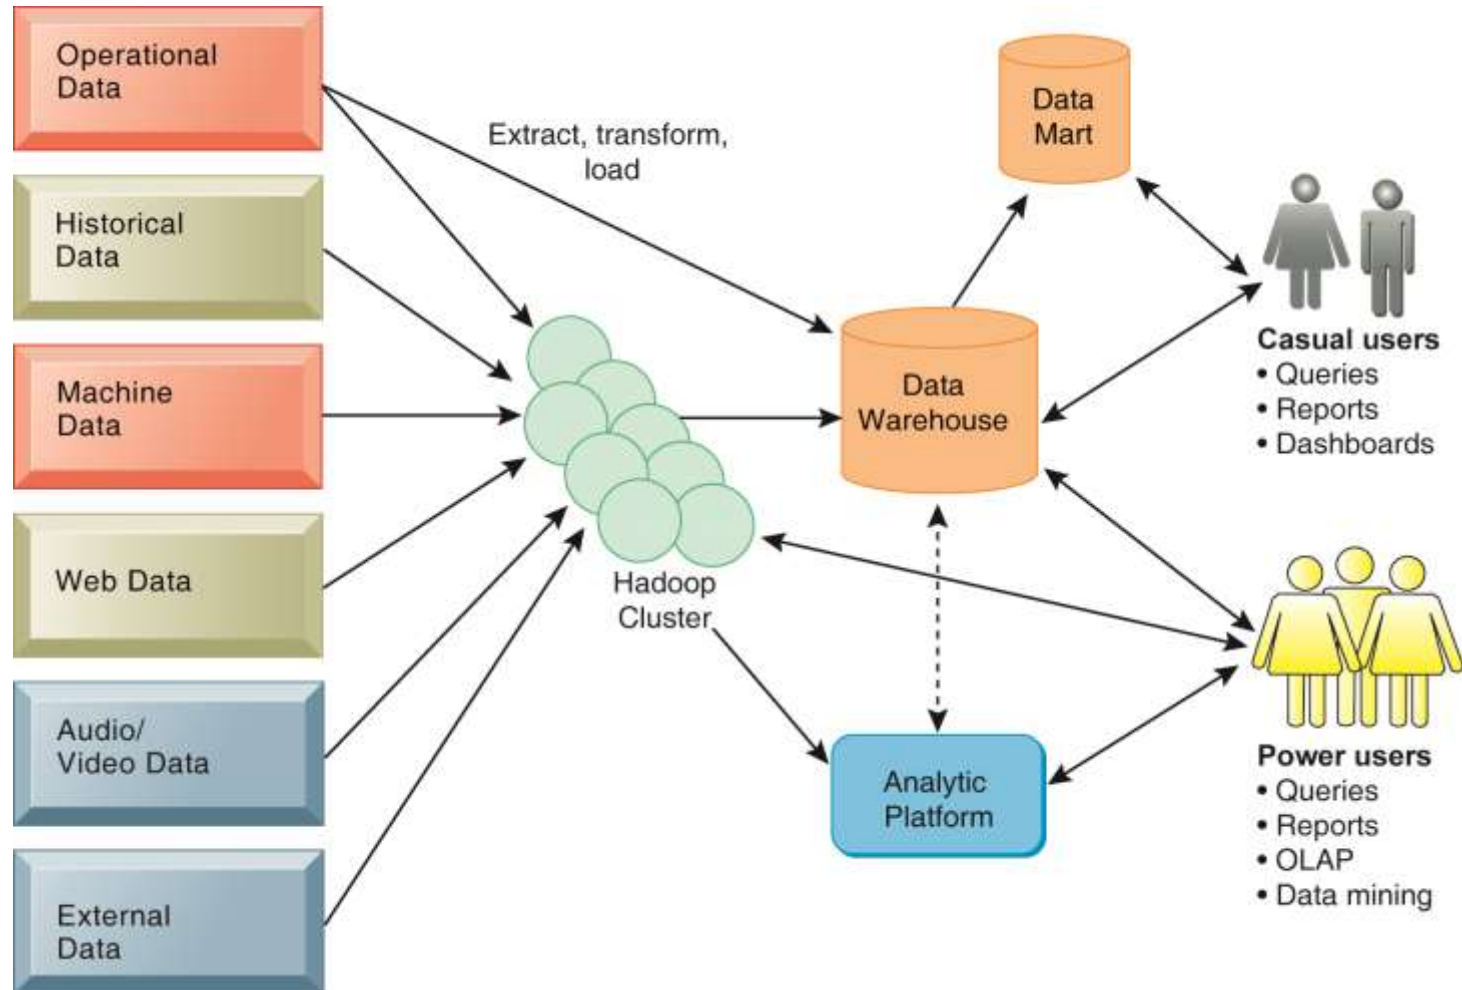 Operational
Data
Extract, transform,
load
Data
Mart
Historical
Data
Machine
Data
Data
Warehouse
Casual users
• Queries
• Reports
• Dashboards
Web Data
Hadoop
Cluster
Audio/
Video Data
Analytic
Platform
Power users
• Queries
• Reports
• OLAP
• Data mining
External
Data